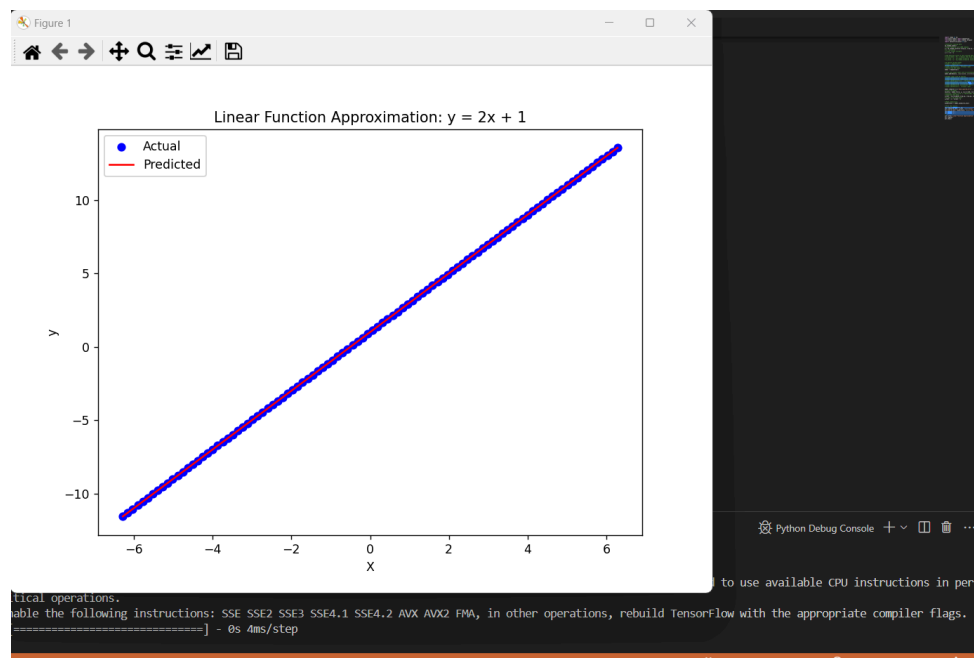 Figure 1
Linear Function Approximation: y = 2x + 1
Actual
Predicted
10
5
0
−5
−10
y
−6 −4 −2 0 2 4 6
X
Python Debug Console
to use available CPU instructions in per
tical operations.
able the following instructions: SSE SSE2 SSE3 SSE4.1 SSE4.2 AVX AVX2 FMA, in other operations, rebuild TensorFlow with the appropriate compiler flags.
[==============================] - 0s 4ms/step